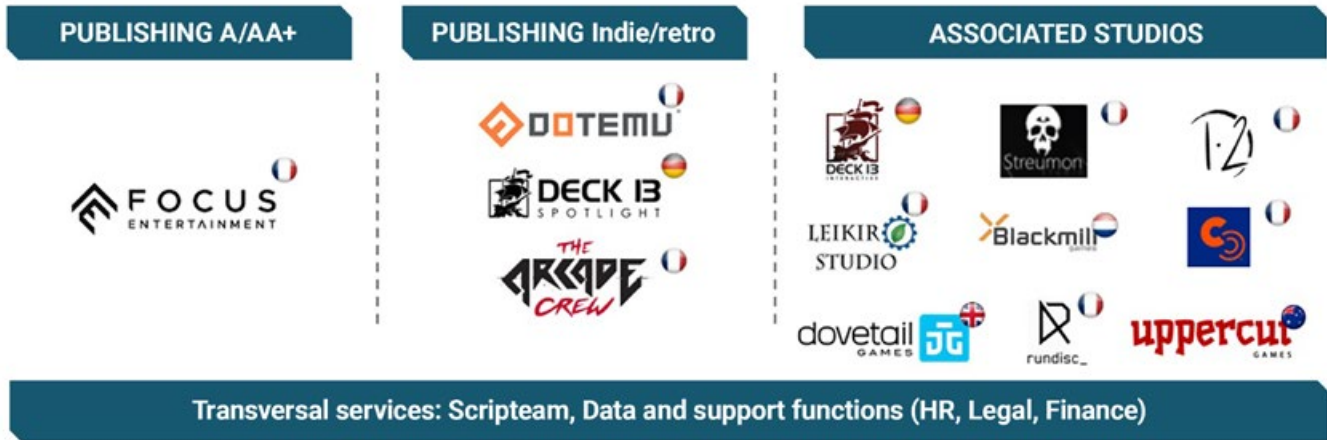 PUBLISHING A/AA+
PUBLISHING Indie/retro
ASSOCIATED STUDIOS
FOCUS
ENTERTAINMENT
DOTEMU
DECK 13
SPOTLIGHT
THE
ARCADE
CREW
DECK 13
INTERACTIVE
Streumon
LEIKIR
STUDIO
Blackmill
games
dovetail
GAMES
rundisc_
uppercut
GAMES
Transversal services: Scripteam, Data and support functions (HR, Legal, Finance)